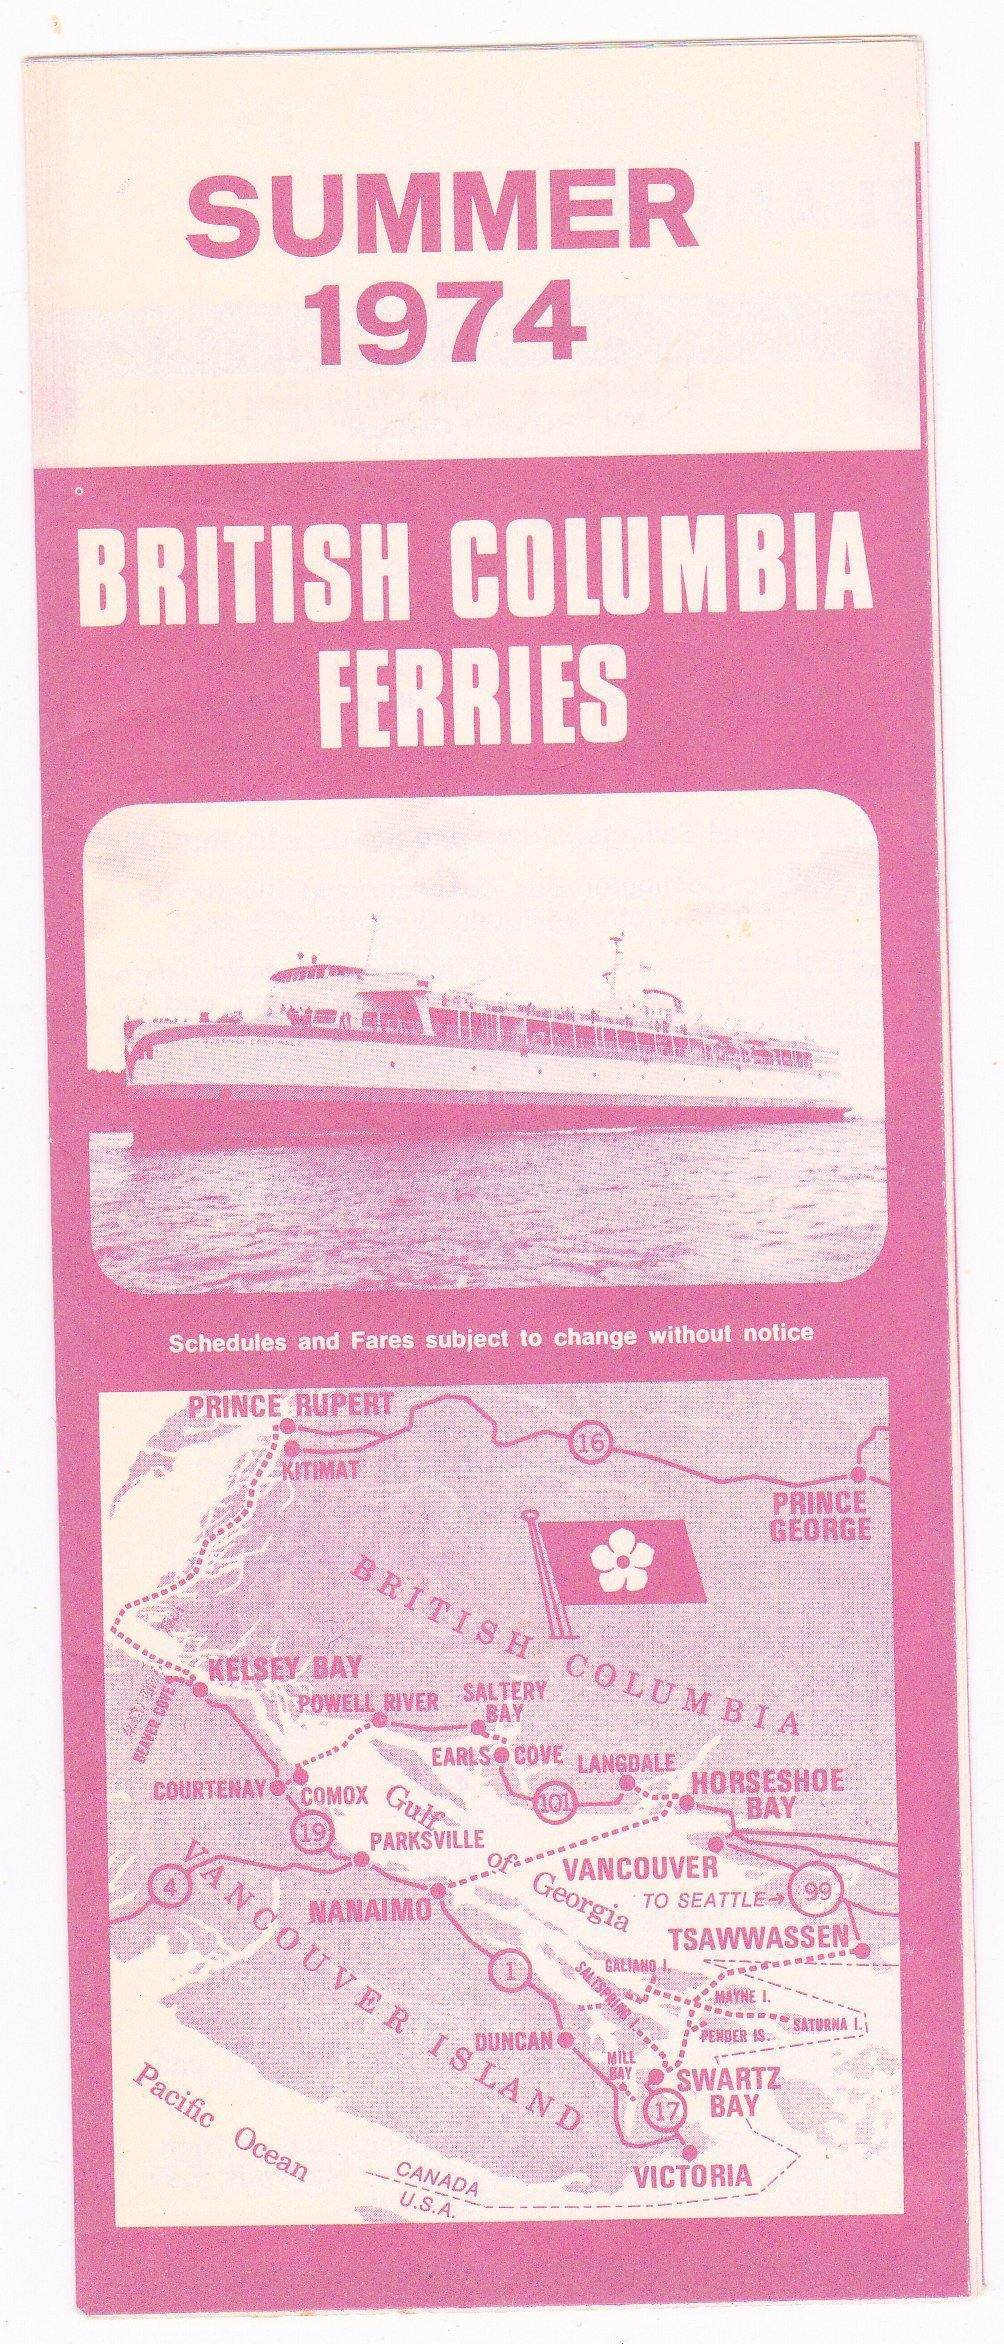 SUMMER
1974
BRITISH COLUMBIA
FERRIES
Schedules and Fares subject to change without notice
PRINCE RUPERT
KITIMAT
16
PRINCE
GEORGE
BRITISH COLUMBIA
KELSEY BAY
BEAVER COVE
POWELL RIVER
SALTERY
BAY
EARLS COVE
LANGDALE
COURTENAY
COMOX
101
HORSESHOE
BAY
Gulf
of
Georgia
19
PARKSVILLE
4
VANCOUVER
VANCOUVER ISLAND
NANAIMO
TO SEATTLE→
99
TSAWWASSEN
1
GALIANO I.
SALTSPRING I.
MAYNE I.
SATURNA I.
PENDER IS.
DUNCAN
MILL
BAY
SWARTZ
BAY
17
VICTORIA
Pacific Ocean
CANADA
U.S.A.